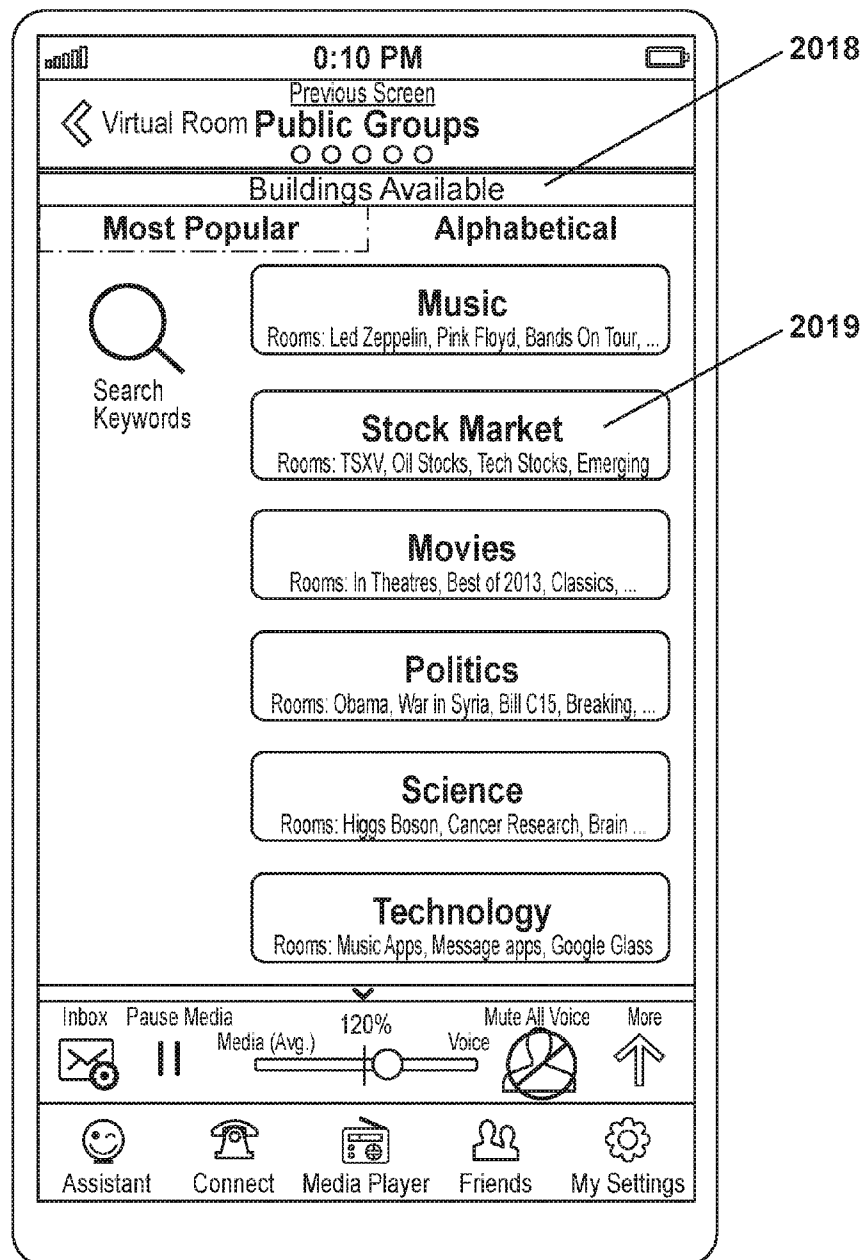 0:10 PM
2018
Previous Screen
Virtual Room Public Groups
Buildings Available
Most Popular Alphabetical
Music
Rooms: Led Zeppelin, Pink Floyd, Bands On Tour, ...
2019
Search
Keywords
Stock Market
Rooms: TSXV, Oil Stocks, Tech Stocks, Emerging
Movies
Rooms: In Theatres, Best of 2013, Classics, ...
Politics
Rooms: Obama, War in Syria, Bill C15, Breaking, ...
Science
Rooms: Higgs Boson, Cancer Research, Brain ...
Technology
Rooms: Music Apps, Message apps, Google Glass
Inbox Pause Media 120% Mute All Voice More
Media (Avg.) Voice
Assistant Connect Media Player Friends My Settings